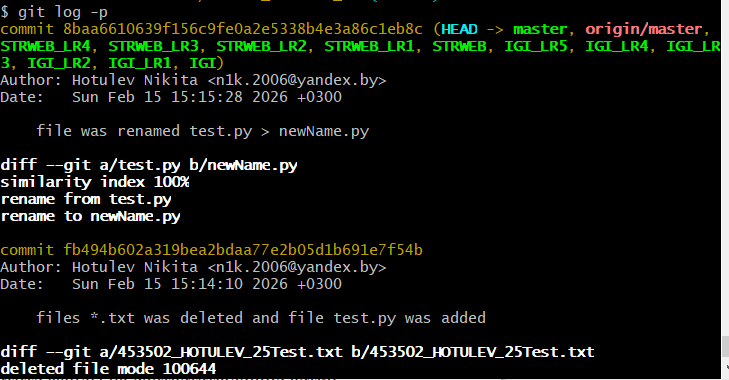 $ git log -p
commit 8baa6610639f156c9fe0a2e5338b4e3a86c1eb8c (HEAD -> master, origin/master,
STRWEB_LR4, STRWEB_LR3, STRWEB_LR2, STRWEB_LR1, STRWEB, IGI_LR5, IGI_LR4, IGI_LR
3, IGI_LR2, IGI_LR1, IGI)
Author: Hotulev Nikita <n1k.2006@yandex.by>
Date:   Sun Feb 15 15:15:28 2026 +0300

    file was renamed test.py > newName.py

diff --git a/test.py b/newName.py
similarity index 100%
rename from test.py
rename to newName.py

commit fb494b602a319bea2bdaa77e2b05d1b691e7f54b
Author: Hotulev Nikita <n1k.2006@yandex.by>
Date:   Sun Feb 15 15:14:10 2026 +0300

    files *.txt was deleted and file test.py was added

diff --git a/453502_HOTULEV_25Test.txt b/453502_HOTULEV_25Test.txt
deleted file mode 100644